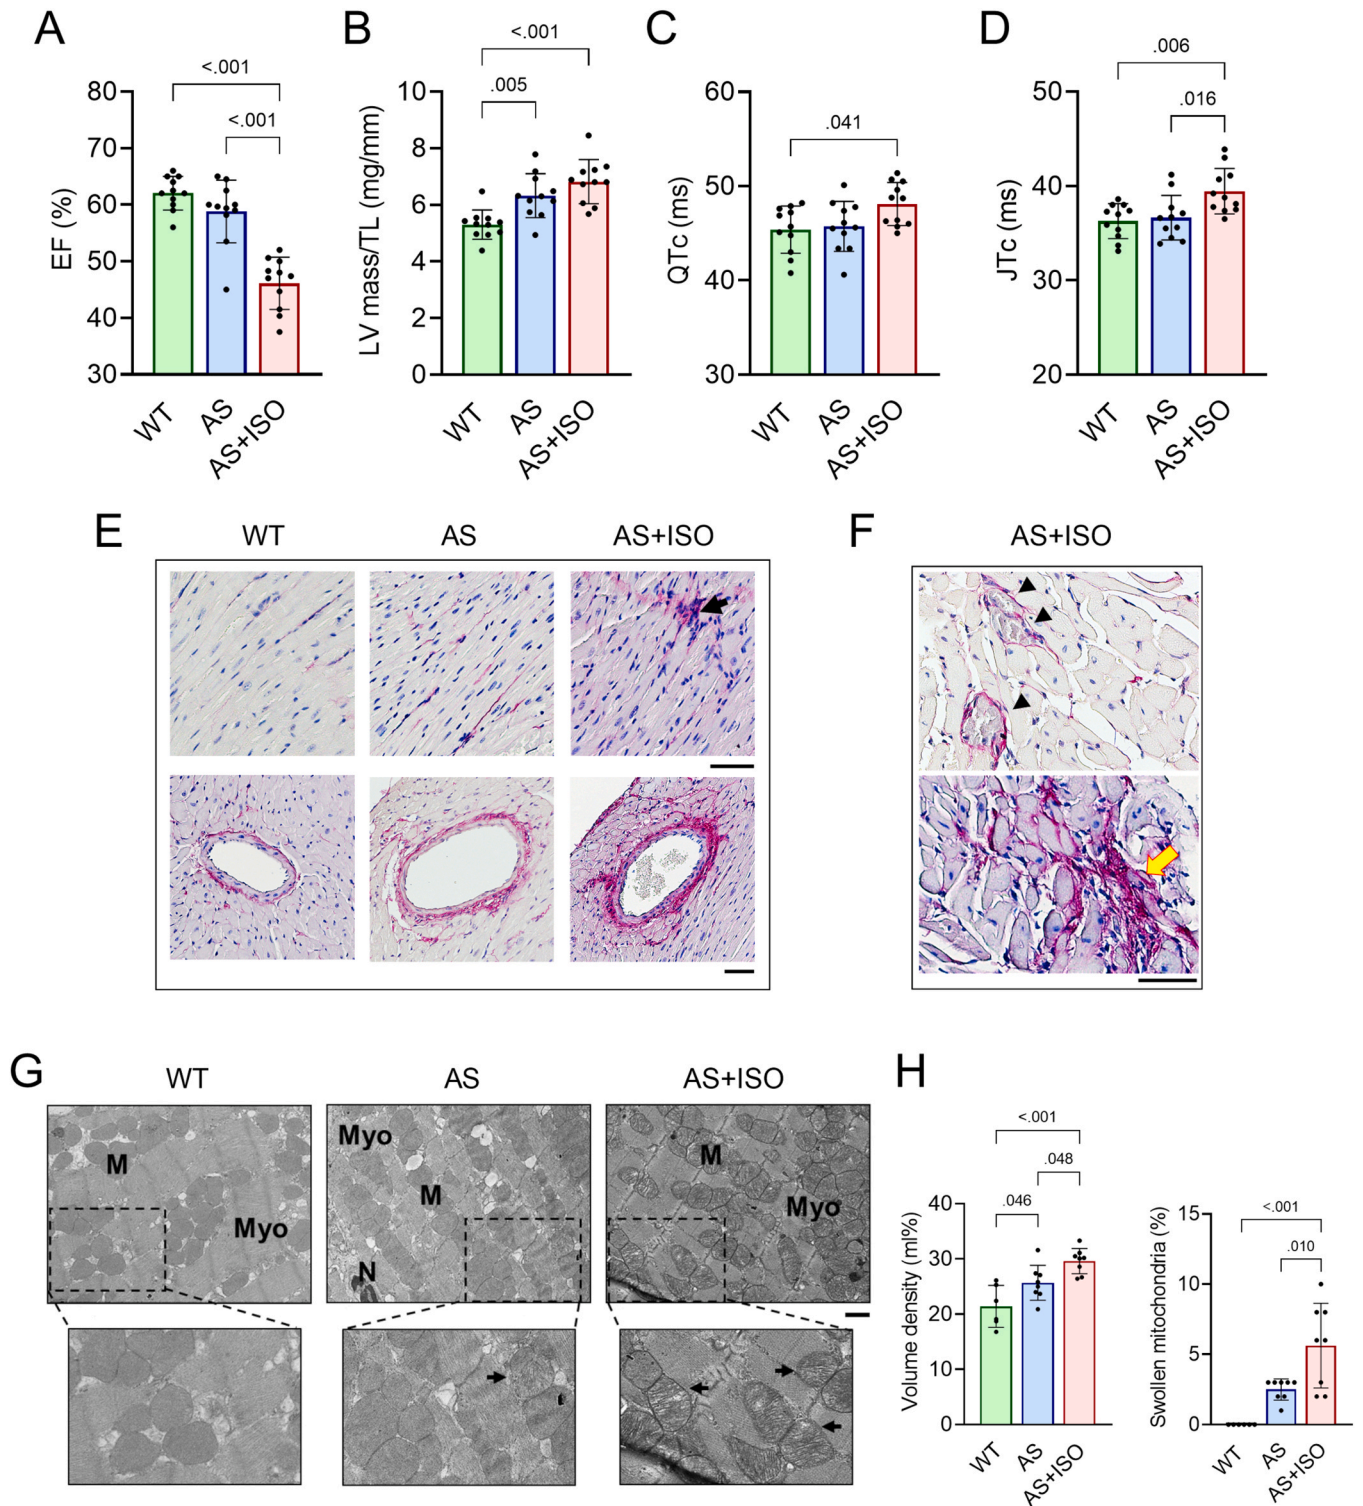 A
<.001
<.001
80
70
60
50
40
30
EF (%)
WT
AS
AS+ISO
B
<.001
.005
10
8
6
4
2
0
LV mass/TL (mg/mm)
WT
AS
AS+ISO
C
.041
60
50
40
30
QTc (ms)
WT
AS
AS+ISO
D
.006
.016
50
40
30
20
JTc (ms)
WT
AS
AS+ISO
E
WT
AS
AS+ISO
F
AS+ISO
G
WT
AS
AS+ISO
M
Myo
Myo
M
N
M
Myo
H
<.001
.048
.046
40
30
20
10
0
Volume density (ml%)
WT
AS
AS+ISO
<.001
.010
15
10
5
0
Swollen mitochondria (%)
WT
AS
AS+ISO